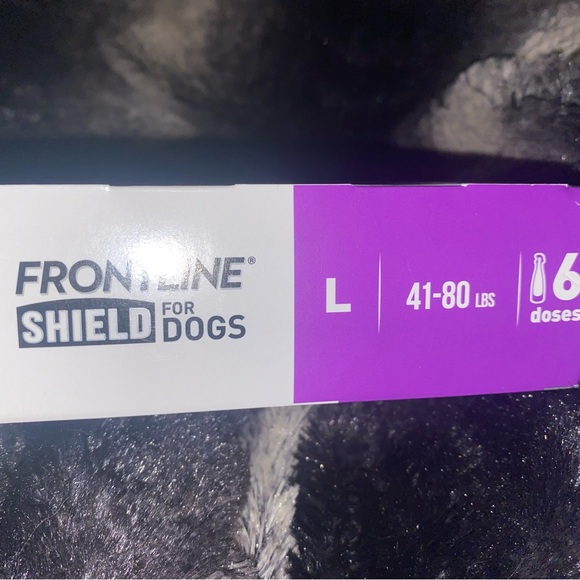 FRONTLINE®
SHIELD FOR DOGS
L
41-80 LBS
6
doses